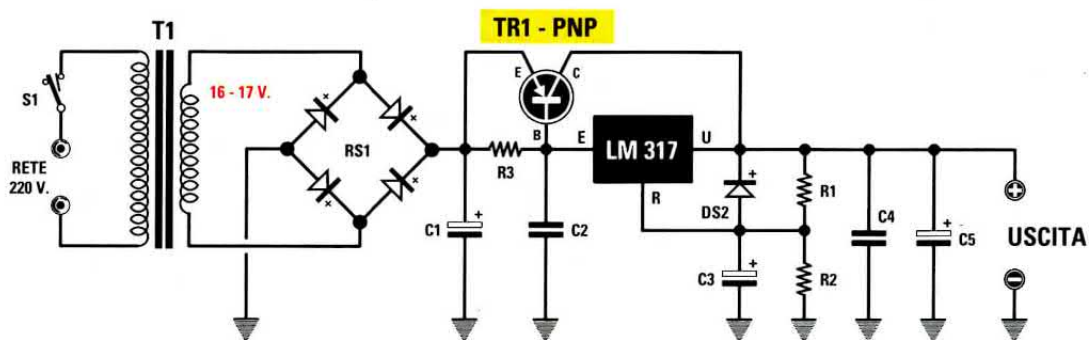 T1
TR1 - PNP
S1
16 - 17 V.
RETE
220 V.
RS1
E
C
B
R3
E
LM 317
U
R
C1
+
C2
DS2
+
C3
+
R1
R2
C4
+
C5
+
USCITA
-